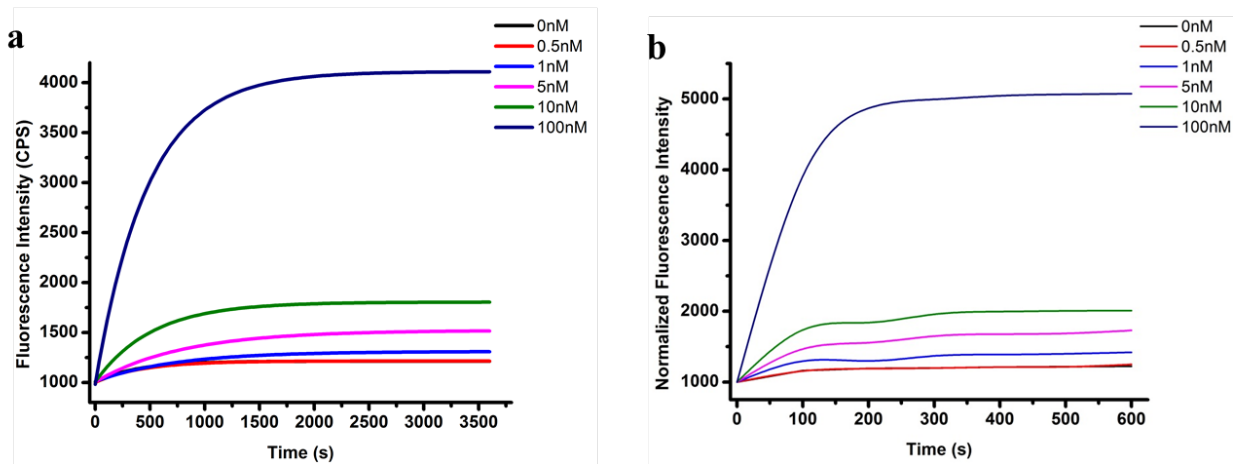 a
Fluorescence Intensity (CPS)
4000
3500
3000
2500
2000
1500
1000
0 500 1000 1500 2000 2500 3000 3500
Time (s)
0nM
0.5nM
1nM
5nM
10nM
100nM
b
Normalized Fluorescence Intensity
5000
4000
3000
2000
1000
0 100 200 300 400 500 600
Time (s)
0nM
0.5nM
1nM
5nM
10nM
100nM